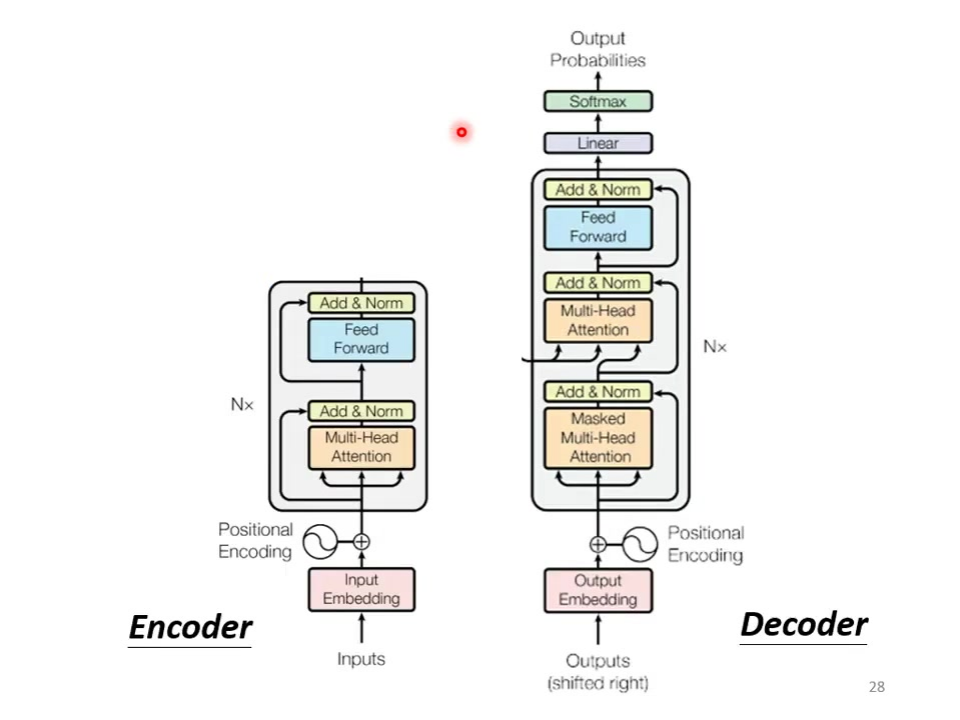 Add & Norm
Feed
Forward
Add & Norm
Multi-Head
Attention
Nx
Positional
Encoding
Input
Embedding
Inputs
Encoder
Output
Probabilities
Softmax
Linear
Add & Norm
Feed
Forward
Add & Norm
Multi-Head
Attention
Add & Norm
Masked
Multi-Head
Attention
Nx
Positional
Encoding
Output
Embedding
Outputs
(shifted right)
Decoder
28